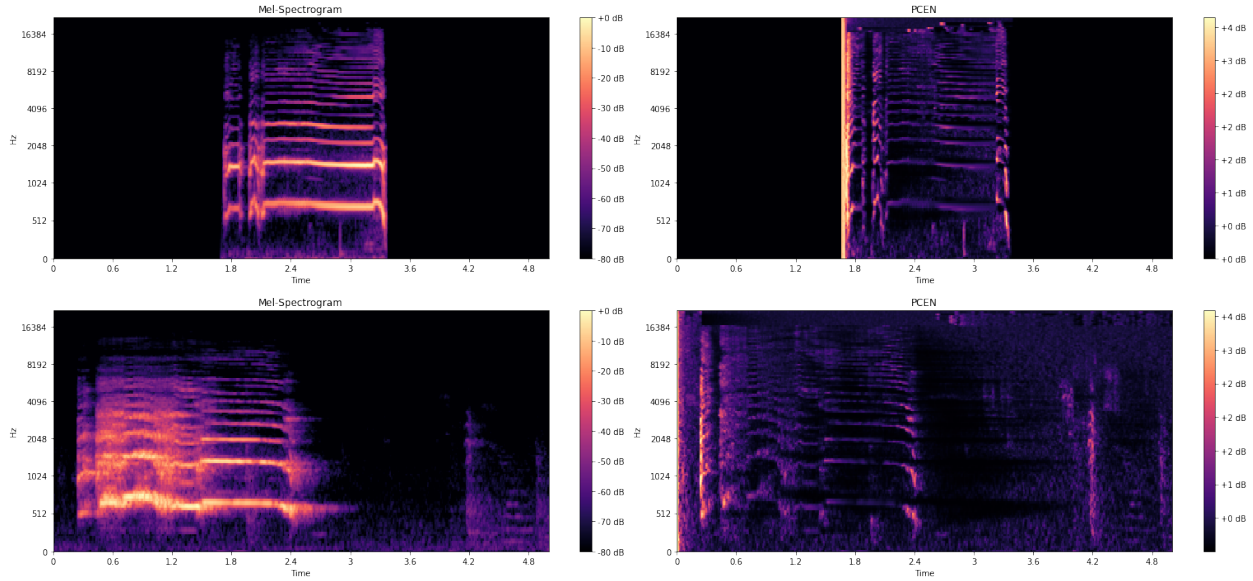 Mel-Spectrogram
16384
8192
4096
2048
1024
512
0
Hz
0
0.6
1.2
1.8
2.4
3
3.6
4.2
4.8
Time
+0 dB
-10 dB
-20 dB
-30 dB
-40 dB
-50 dB
-60 dB
-70 dB
-80 dB
PCEN
16384
8192
4096
2048
1024
512
0
Hz
0
0.6
1.2
1.8
2.4
3
3.6
4.2
4.8
Time
+4 dB
+3 dB
+2 dB
+2 dB
+1 dB
+0 dB
+0 dB
Mel-Spectrogram
16384
8192
4096
2048
1024
512
0
Hz
0
0.6
1.2
1.8
2.4
3
3.6
4.2
4.8
Time
+0 dB
-10 dB
-20 dB
-30 dB
-40 dB
-50 dB
-60 dB
-70 dB
-80 dB
PCEN
16384
8192
4096
2048
1024
512
0
Hz
0
0.6
1.2
1.8
2.4
3
3.6
4.2
4.8
Time
+4 dB
+3 dB
+2 dB
+2 dB
+1 dB
+0 dB